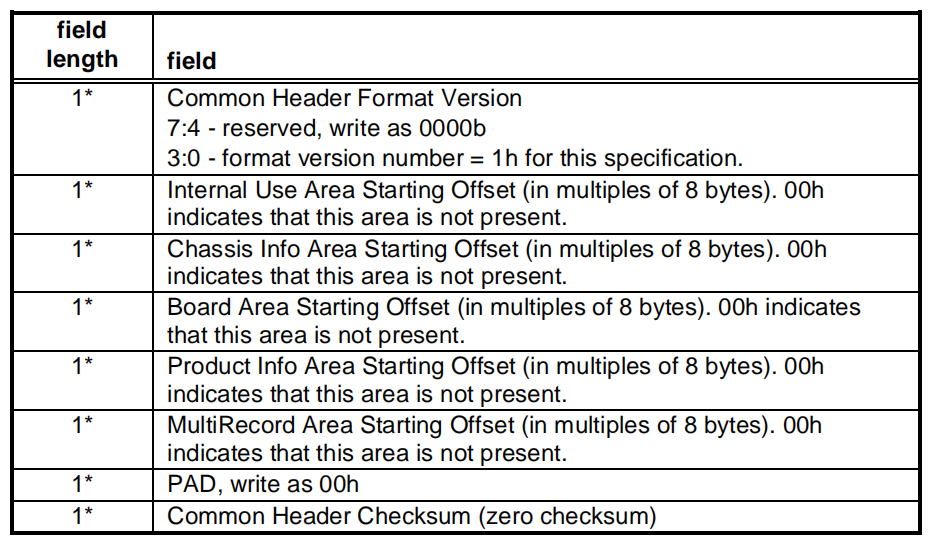 field
length
field
1*
Common Header Format Version
7:4 - reserved, write as 0000b
3:0 - format version number = 1h for this specification.
1*
Internal Use Area Starting Offset (in multiples of 8 bytes). 00h
indicates that this area is not present.
1*
Chassis Info Area Starting Offset (in multiples of 8 bytes). 00h
indicates that this area is not present.
1*
Board Area Starting Offset (in multiples of 8 bytes). 00h indicates
that this area is not present.
1*
Product Info Area Starting Offset (in multiples of 8 bytes). 00h
indicates that this area is not present.
1*
MultiRecord Area Starting Offset (in multiples of 8 bytes). 00h
indicates that this area is not present.
1*
PAD, write as 00h
1*
Common Header Checksum (zero checksum)